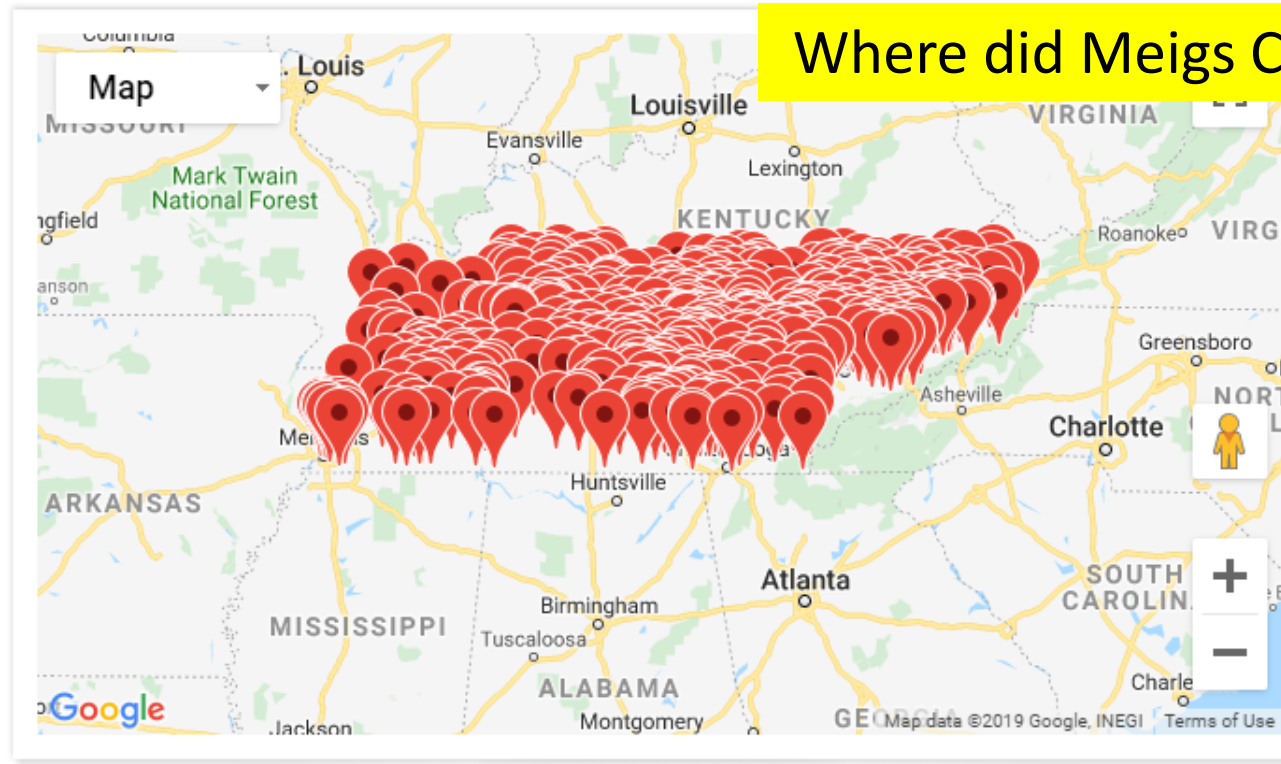 Where did Meigs C
Columbia
Map
. Louis
MISSOURI
Louisville
VIRGINIA
Evansville
Lexington
Mark Twain
National Forest
ngfield
KENTUCKY
Roanoke
VIRG
anson
Greensboro
Asheville
NORT
Charlotte
Huntsville
ARKANSAS
Atlanta
SOUTH
CAROLIN
Birmingham
MISSISSIPPI
Tuscaloosa
ALABAMA
Charle
Google
Jackson
Montgomery
GEORGIA
Map data ©2019 Google, INEGI
Terms of Use